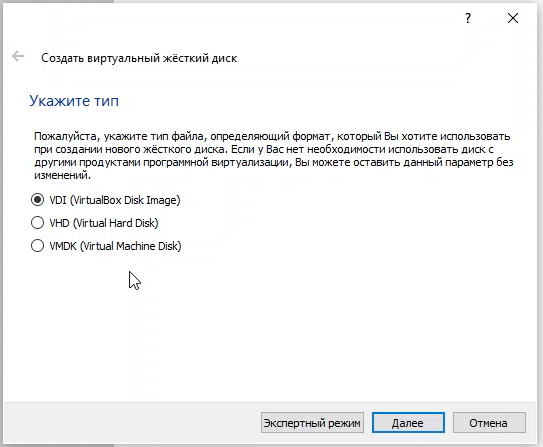 ?
Создать виртуальный жёсткий диск
Укажите тип
Пожалуйста, укажите тип файла, определяющий формат, который Вы хотите использовать
при создании нового жёсткого диска. Если у Вас нет необходимости использовать диск с
другими продуктами программной виртуализации, Вы можете оставить данный параметр без
изменений.
VDI (VirtualBox Disk Image)
VHD (Virtual Hard Disk)
VMDK (Virtual Machine Disk)
Экспертный режим Далее Отмена